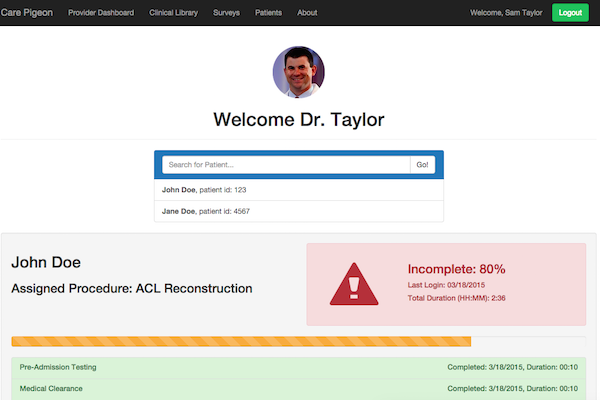 Care Pigeon Provider Dashboard Clinical Library Surveys Patients About Welcome, Sam Taylor Logout
Welcome Dr. Taylor
Search for Patient... Go!
John Doe, patient id: 123
Jane Doe, patient id: 4567
John Doe
Assigned Procedure: ACL Reconstruction
Incomplete: 80%
Last Login: 03/18/2015
Total Duration (HH:MM): 2:36
Pre-Admission Testing Completed: 3/18/2015, Duration: 00:10
Medical Clearance Completed: 3/18/2015, Duration: 00:10